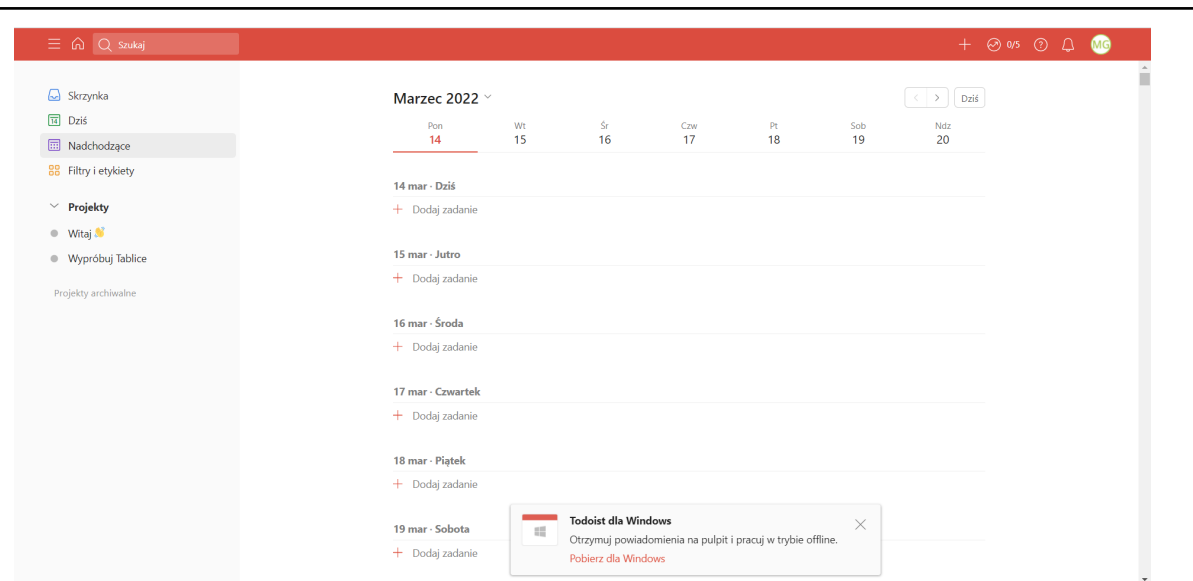 Szukaj
0/5
MG
Skrzynka
14
Dziś
Nadchodzące
Filtry i etykiety
Projekty
Witaj 👋
Wypróbuj Tablice
Projekty archiwalne
Marzec 2022
Dziś
Pon Wt Śr Czw Pt Sob Ndz
14 15 16 17 18 19 20
14 mar · Dziś
+ Dodaj zadanie
15 mar · Jutro
+ Dodaj zadanie
16 mar · Środa
+ Dodaj zadanie
17 mar · Czwartek
+ Dodaj zadanie
18 mar · Piątek
+ Dodaj zadanie
19 mar · Sobota
+ Dodaj zadanie
Todoist dla Windows
Otrzymuj powiadomienia na pulpit i pracuj w trybie offline.
Pobierz dla Windows